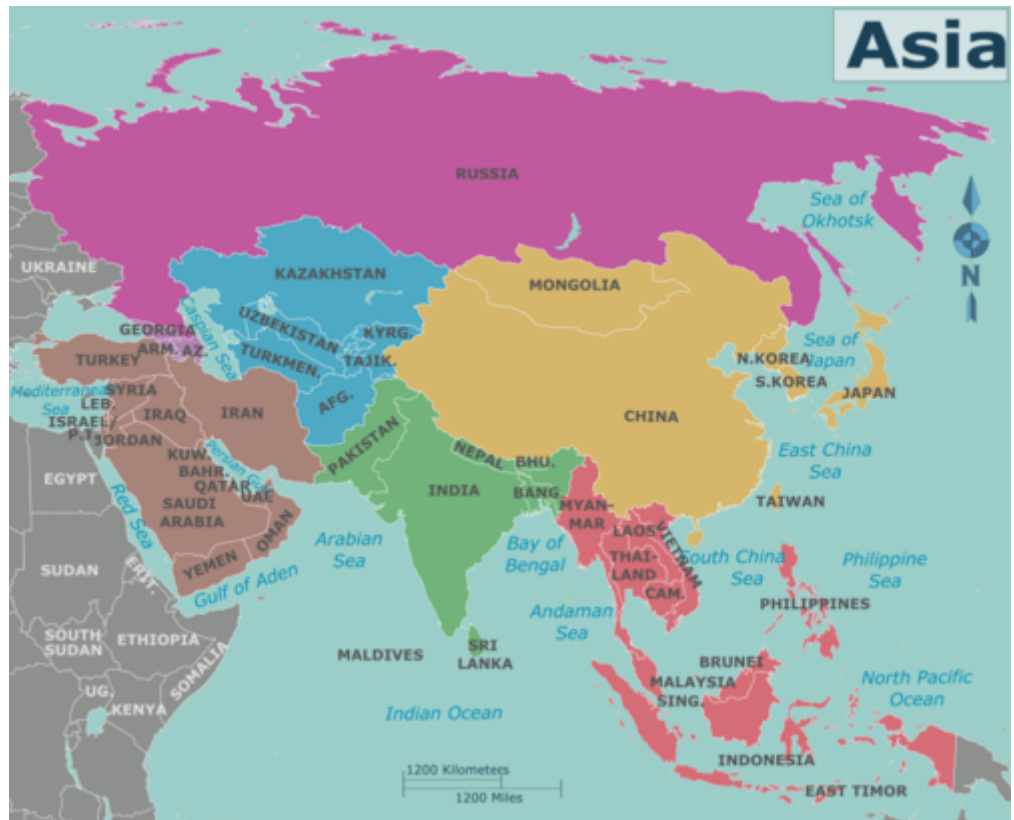 Asia
RUSSIA
Sea of
Okhotsk
N
UKRAINE
KAZAKHSTAN
MONGOLIA
GEORGIA
Caspian Sea
UZBEKISTAN
KYRG.
ARM.
AZ.
TURKEY
TURKMEN.
TAJIK.
N.KOREA
Sea of
Japan
S.KOREA
JAPAN
Mediterranean
Sea
SYRIA
LEB.
ISRAEL/
P.T.
JORDAN
IRAQ
IRAN
AFG.
CHINA
PAKISTAN
NEPAL
BHU.
East China
Sea
EGYPT
KUW.
Persian Gulf
BAHR.
QATAR
UAE
SAUDI
ARABIA
INDIA
BANG.
MYAN-
MAR
TAIWAN
Red Sea
OMAN
YEMEN
Arabian
Sea
Bay of
Bengal
LAOS
VIETNAM
THAI-
LAND
CAM.
South China
Sea
Philippine
Sea
SUDAN
ERIT.
Gulf of Aden
Andaman
Sea
PHILIPPINES
SOUTH
SUDAN
ETHIOPIA
SOMALIA
MALDIVES
SRI
LANKA
BRUNEI
MALAYSIA
SING.
North Pacific
Ocean
UG.
KENYA
Indian Ocean
INDONESIA
EAST TIMOR
1200 Kilometers
1200 Miles